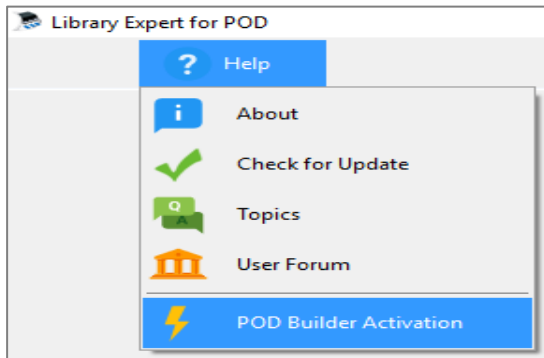 Library Expert for POD
? Help
i About
Check for Update
Q A Topics
User Forum
POD Builder Activation